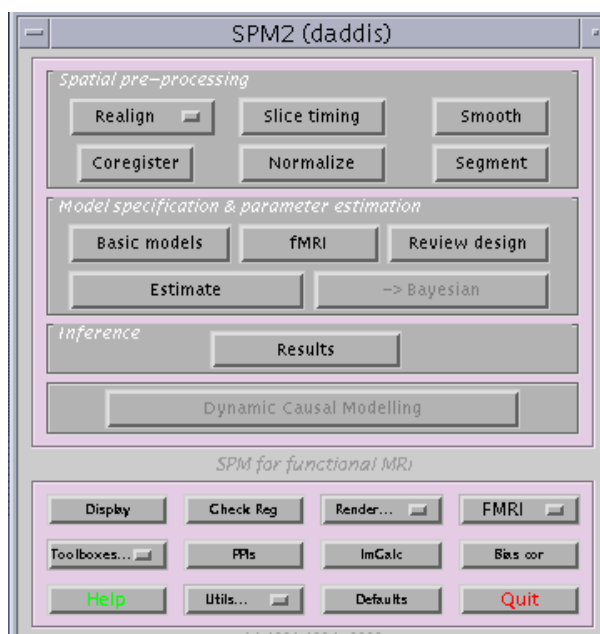 SPM2 (daddis)
Spatial pre-processing
Realign Slice timing Smooth
Coregister Normalize Segment
Model specification & parameter estimation
Basic models fMRI Review design
Estimate -> Bayesian
Inference
Results
Dynamic Causal Modelling
SPM for functional MRI
Display Check Reg Render... FMRI
Toolboxes... PPIs ImCalc Bias cor
Help Utils... Defaults Quit